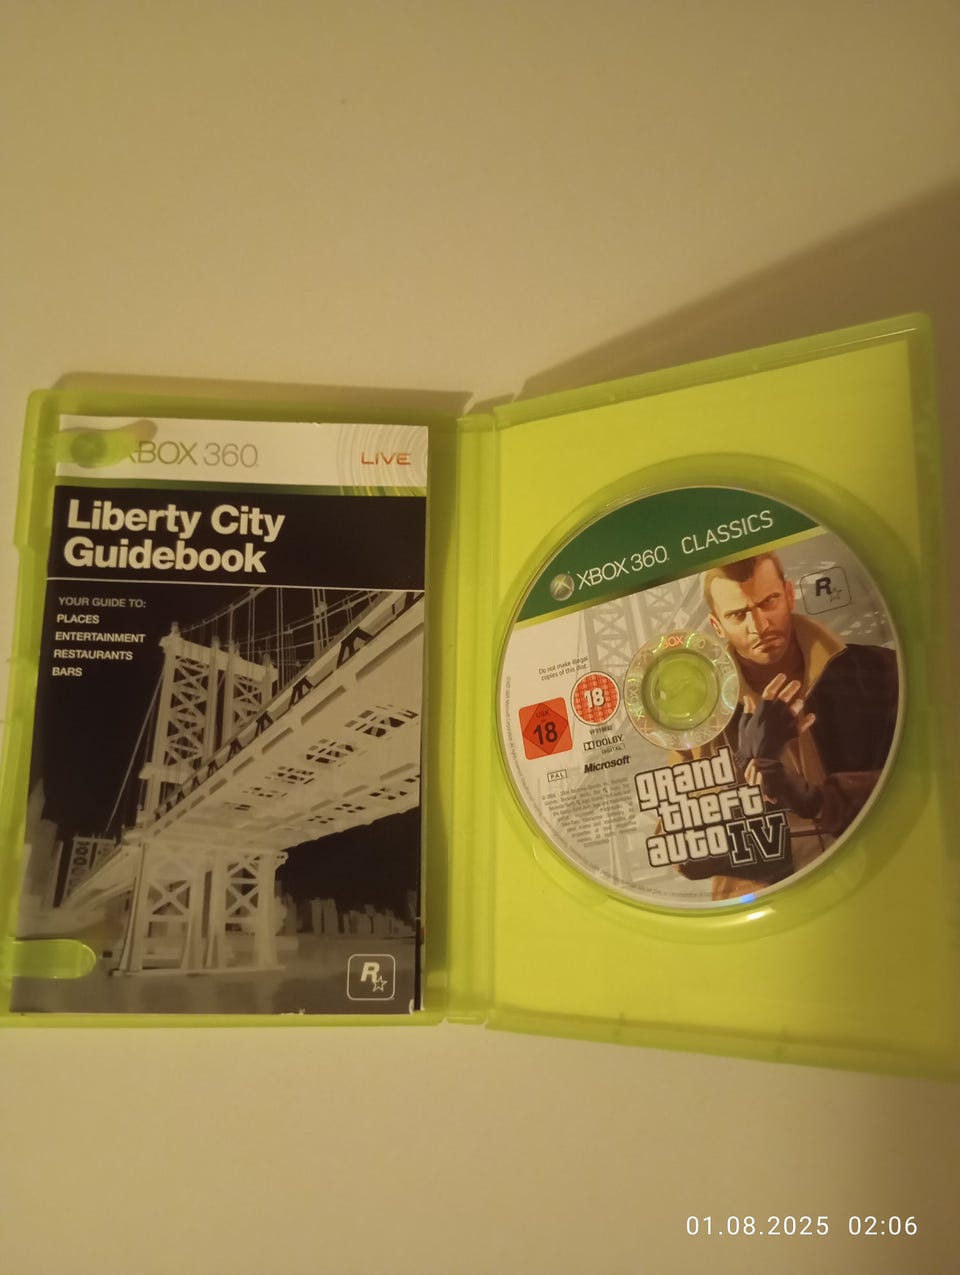 XBOX 360
LIVE
Liberty City
Guidebook
YOUR GUIDE TO:
PLACES
ENTERTAINMENT
RESTAURANTS
BARS
R
XBOX 360 CLASSICS
R
XBOX 360
Do not make illegal
copies of this disc.
18
USK
18
DOLBY
DIGITAL
PAL
Microsoft
grand
theft
auto IV
01.08.2025 02:06